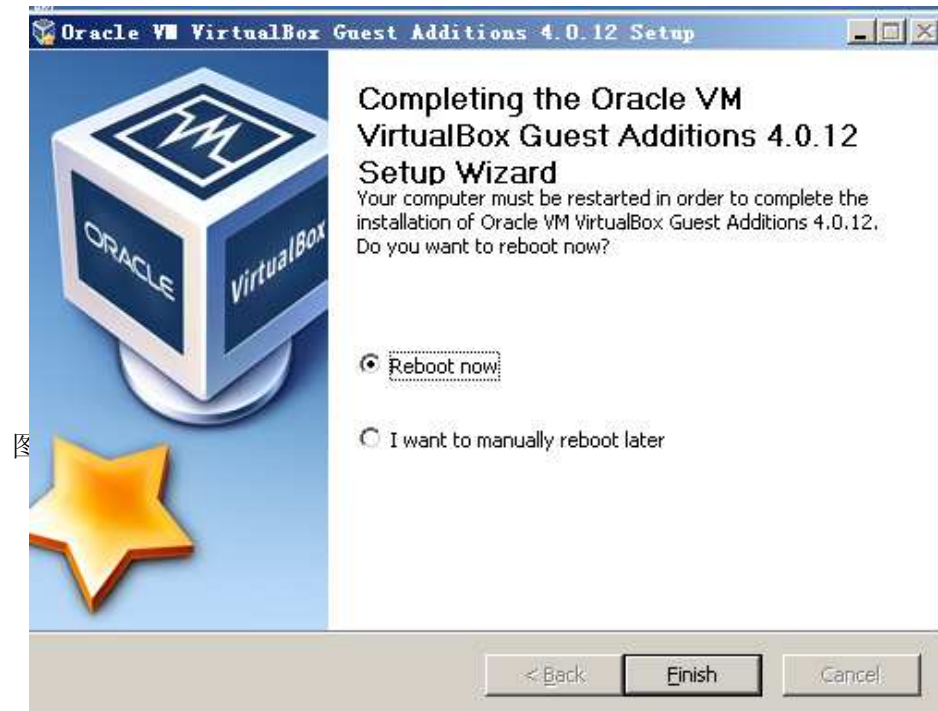 Oracle VM VirtualBox Guest Additions 4.0.12 Setup
Completing the Oracle VM
VirtualBox Guest Additions 4.0.12
Setup Wizard
Your computer must be restarted in order to complete the
installation of Oracle VM VirtualBox Guest Additions 4.0.12.
Do you want to reboot now?
ORACLE
VirtualBox
Reboot now
I want to manually reboot later
图
< Back
Finish
Cancel